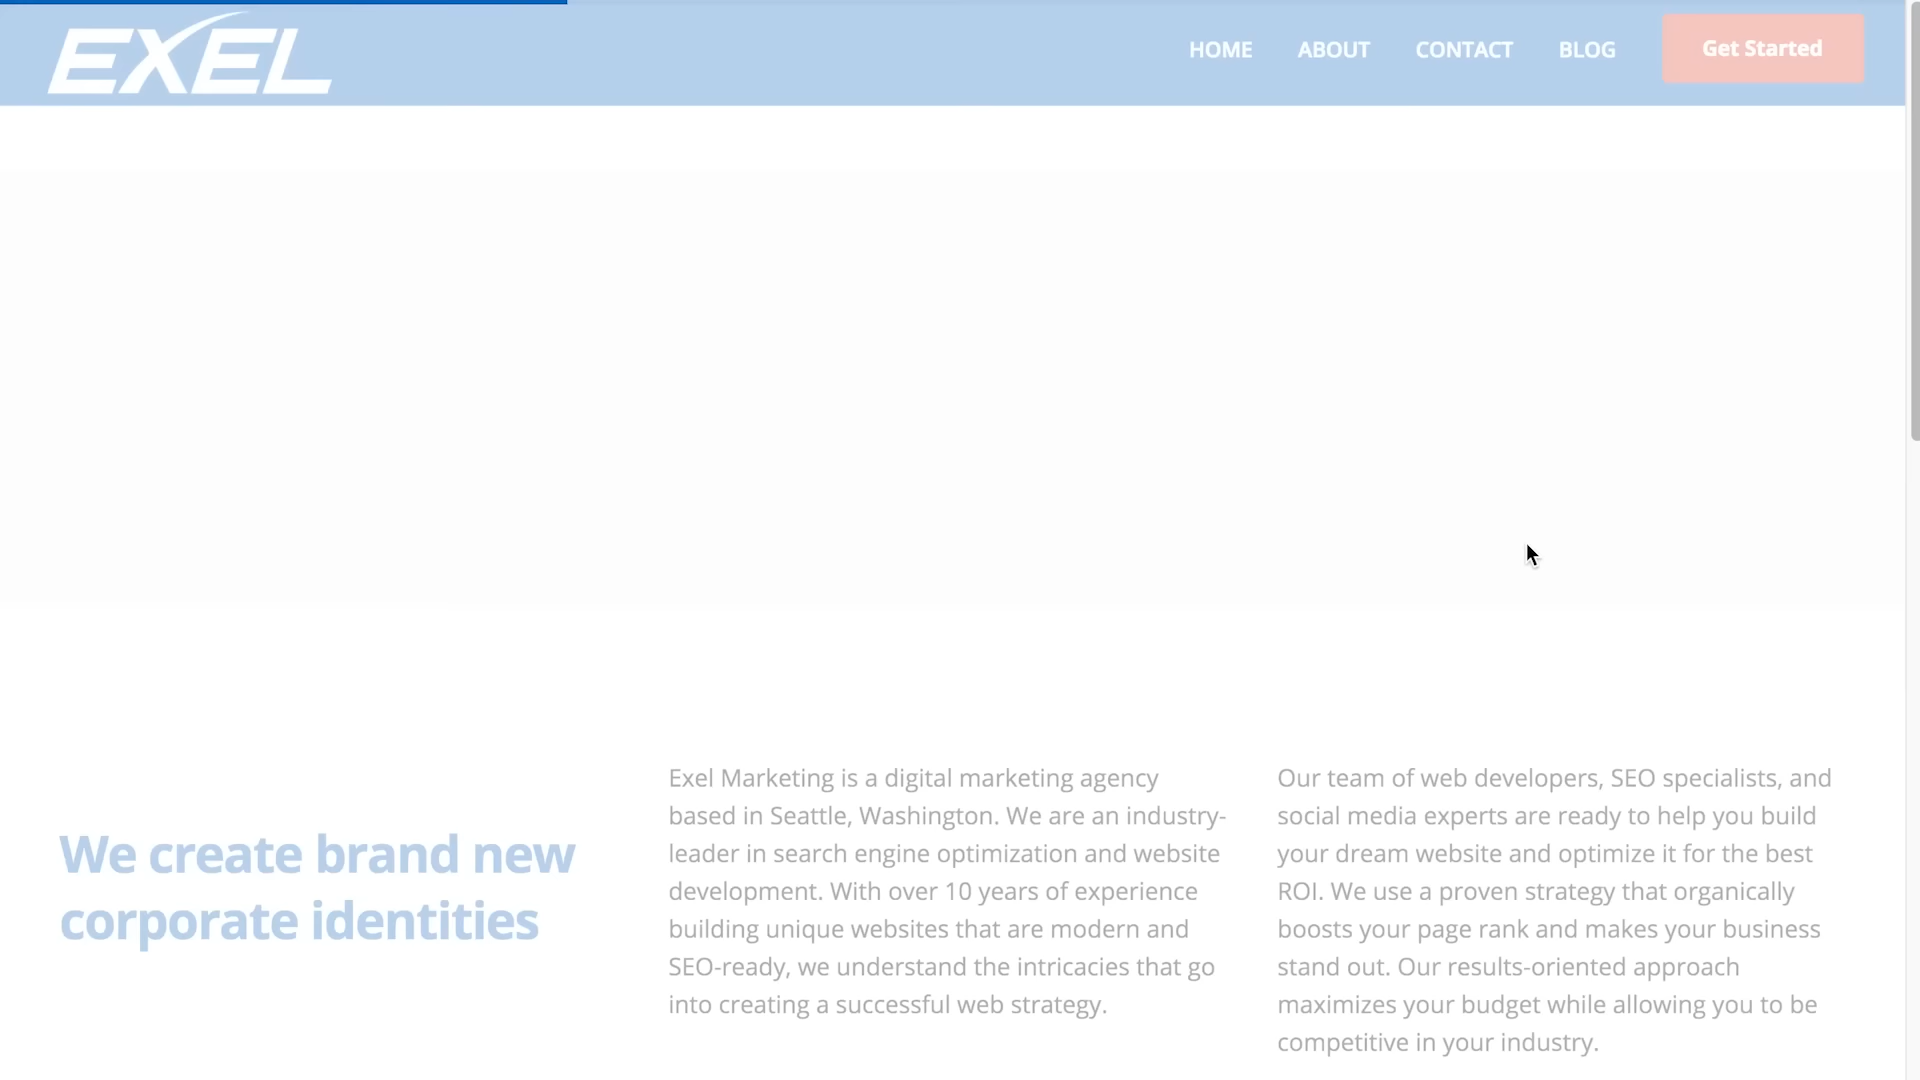 EXEL
HOME ABOUT CONTACT BLOG Get Started
We create brand new
corporate identities
Exel Marketing is a digital marketing agency
based in Seattle, Washington. We are an industry-
leader in search engine optimization and website
development. With over 10 years of experience
building unique websites that are modern and
SEO-ready, we understand the intricacies that go
into creating a successful web strategy.
Our team of web developers, SEO specialists, and
social media experts are ready to help you build
your dream website and optimize it for the best
ROI. We use a proven strategy that organically
boosts your page rank and makes your business
stand out. Our results-oriented approach
maximizes your budget while allowing you to be
competitive in your industry.